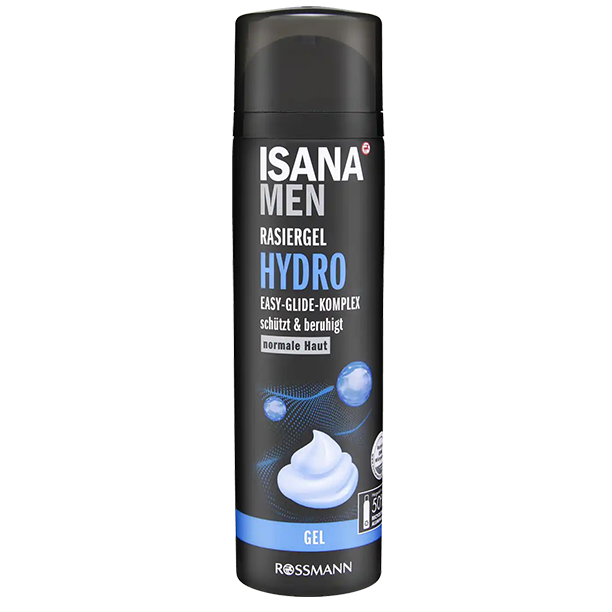 ISANA
MEN
RASIERGEL
HYDRO
EASY-GLIDE-KOMPLEX
schützt & beruhigt
normale Haut
GEL
ROSSMANN